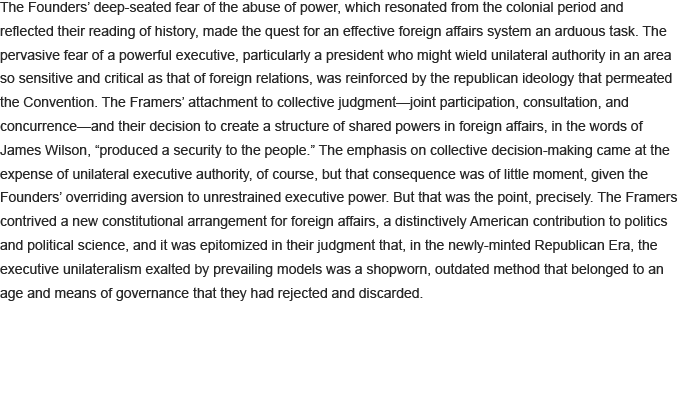 The Founders’ deep-seated fear of the abuse of power, which resonated from the colonial period and
reflected their reading of history, made the quest for an effective foreign affairs system an arduous task. The
pervasive fear of a powerful executive, particularly a president who might wield unilateral authority in an area
so sensitive and critical as that of foreign relations, was reinforced by the republican ideology that permeated
the Convention. The Framers’ attachment to collective judgment—joint participation, consultation, and
concurrence—and their decision to create a structure of shared powers in foreign affairs, in the words of
James Wilson, “produced a security to the people.” The emphasis on collective decision-making came at the
expense of unilateral executive authority, of course, but that consequence was of little moment, given the
Founders’ overriding aversion to unrestrained executive power. But that was the point, precisely. The Framers
contrived a new constitutional arrangement for foreign affairs, a distinctively American contribution to politics
and political science, and it was epitomized in their judgment that, in the newly-minted Republican Era, the
executive unilateralism exalted by prevailing models was a shopworn, outdated method that belonged to an
age and means of governance that they had rejected and discarded.